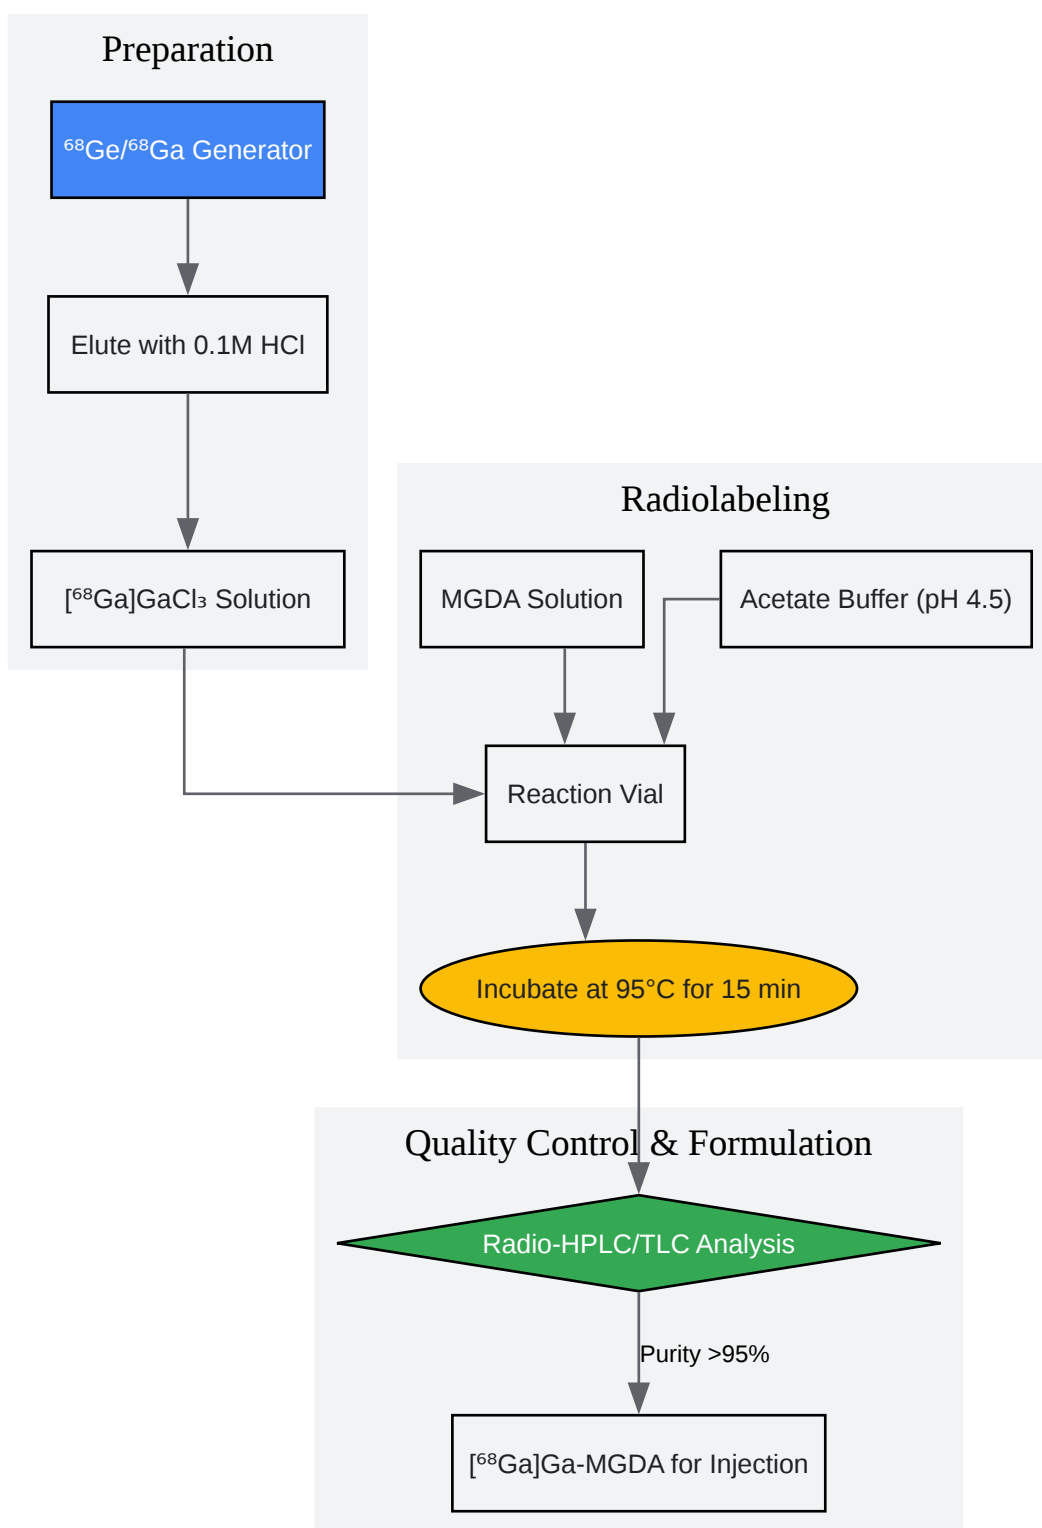 Preparation
⁶⁸Ge/⁶⁸Ga Generator
Elute with 0.1M HCl
[⁶⁸Ga]GaCl₃ Solution
Radiolabeling
MGDA Solution
Acetate Buffer (pH 4.5)
Reaction Vial
Incubate at 95°C for 15 min
Quality Control & Formulation
Radio-HPLC/TLC Analysis
Purity >95%
[⁶⁸Ga]Ga-MGDA for Injection